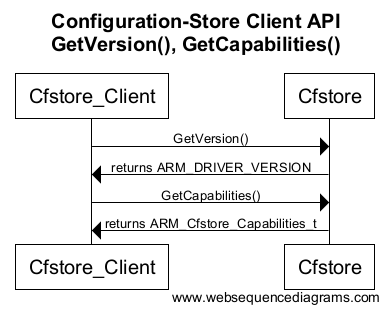 Configuration-Store Client API
GetVersion(), GetCapabilities()
Cfstore_Client
Cfstore
GetVersion()
returns ARM_DRIVER_VERSION
GetCapabilities()
returns ARM_Cfstore_Capabilities_t
Cfstore_Client
Cfstore
www.websequencediagrams.com